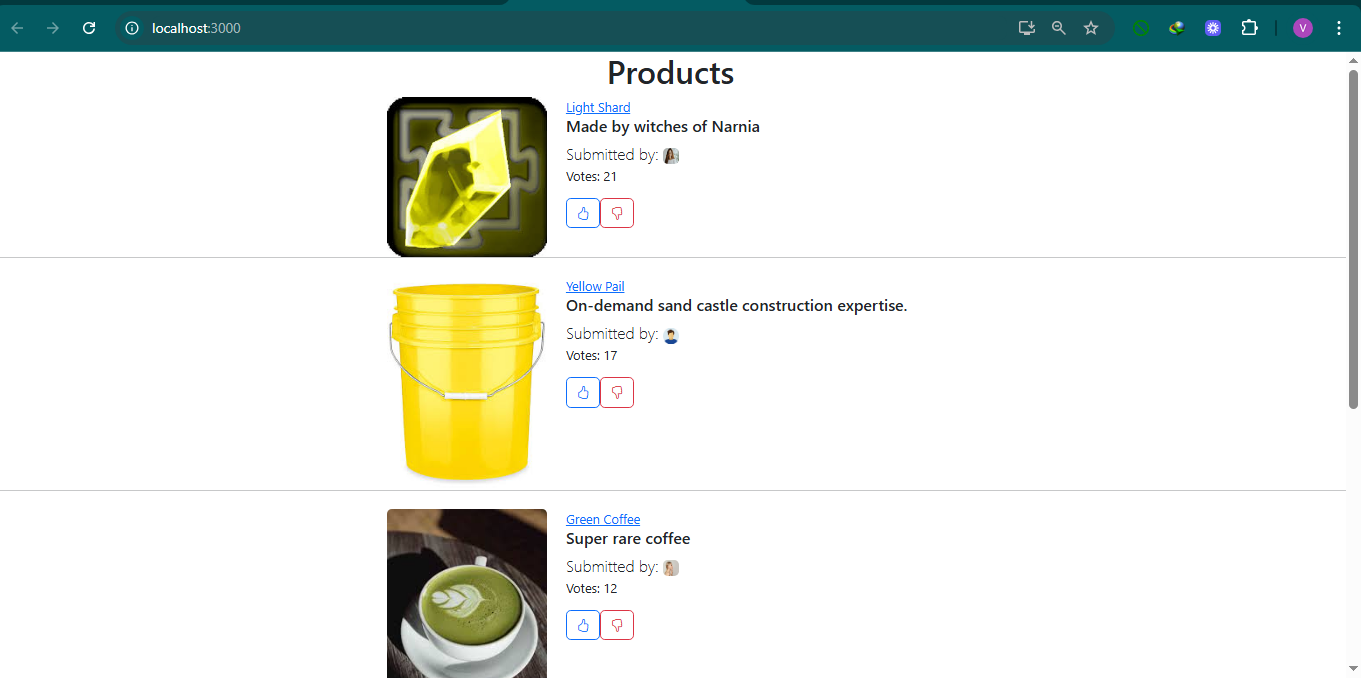 localhost:3000
V
Products
Light Shard
Made by witches of Narnia
Submitted by:
Votes: 21
Yellow Pail
On-demand sand castle construction expertise.
Submitted by:
Votes: 17
Green Coffee
Super rare coffee
Submitted by:
Votes: 12